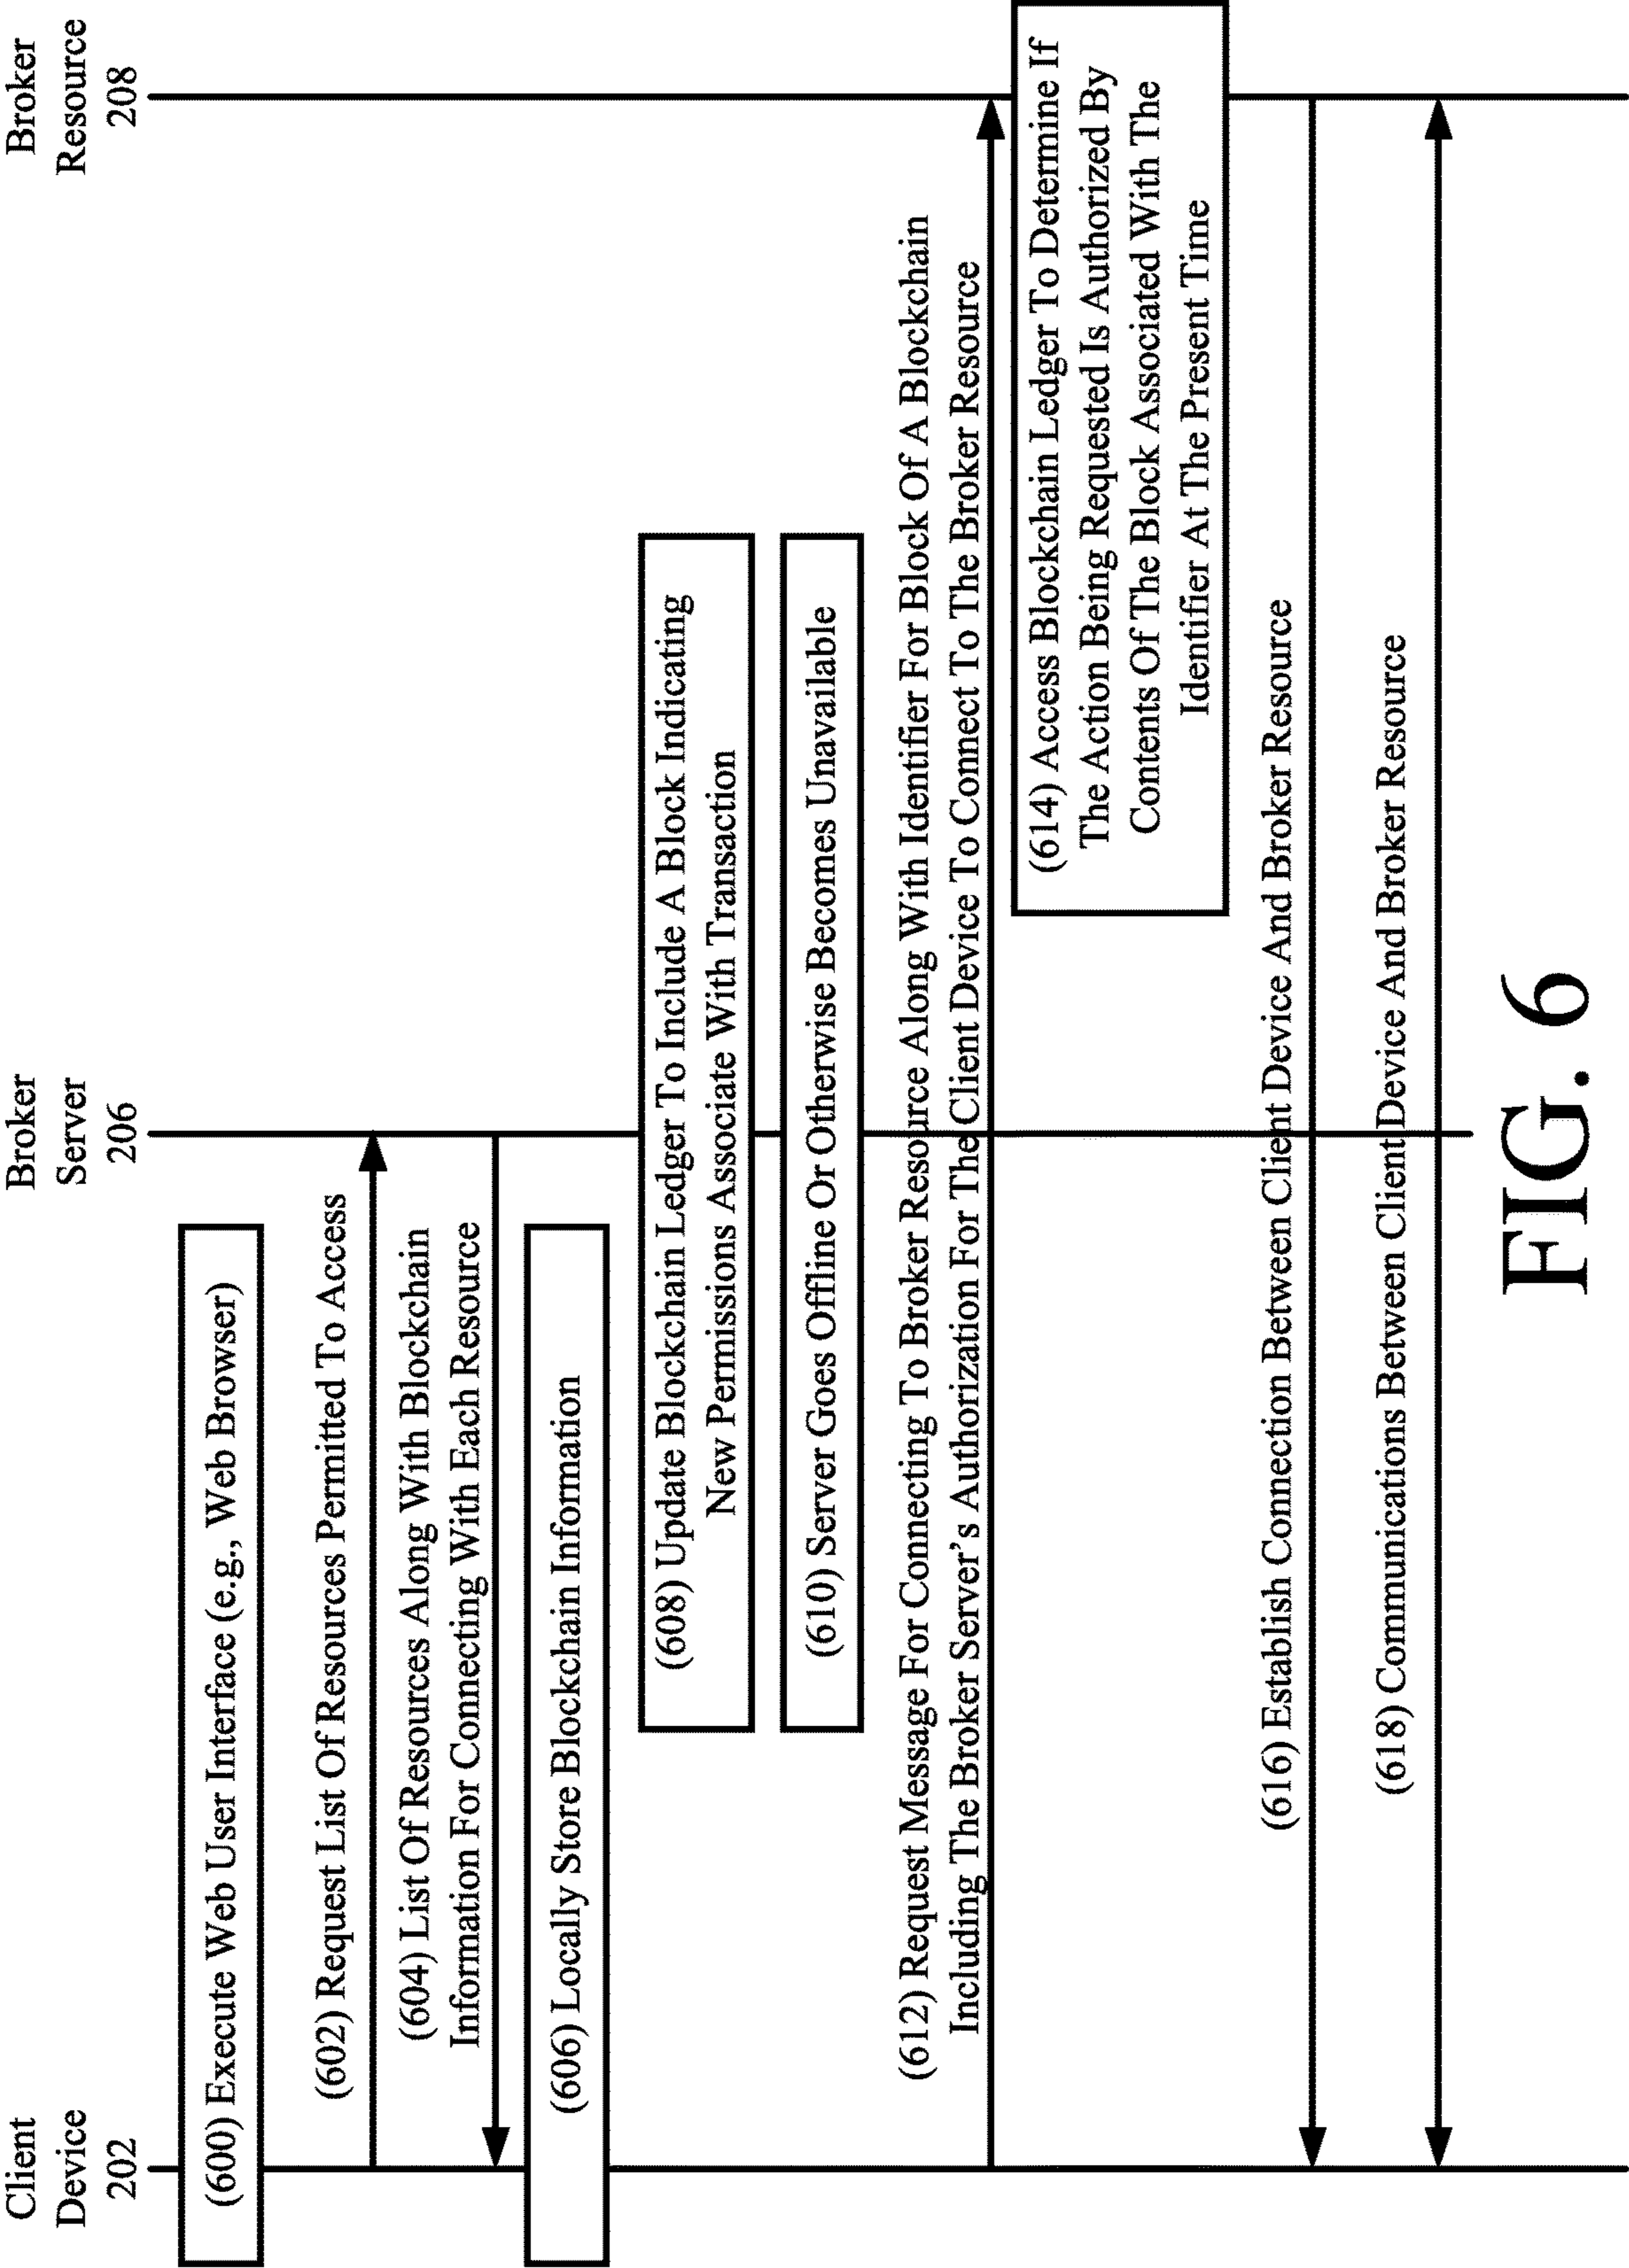 Client
Device
202
Broker
Server
206
Broker
Resource
208
(600) Execute Web User Interface (e.g., Web Browser)
(602) Request List Of Resources Permitted To Access
(604) List Of Resources Along With Blockchain
Information For Connecting With Each Resource
(606) Locally Store Blockchain Information
(608) Update Blockchain Ledger To Include A Block Indicating
New Permissions Associate With Transaction
(610) Server Goes Offline Or Otherwise Becomes Unavailable
(612) Request Message For Connecting To Broker Resource Along With Identifier For Block Of A Blockchain
Including The Broker Server's Authorization For The Client Device To Connect To The Broker Resource
(614) Access Blockchain Ledger To Determine If
The Action Being Requested Is Authorized By
Contents Of The Block Associated With The
Identifier At The Present Time
(616) Establish Connection Between Client Device And Broker Resource
(618) Communications Between Client Device And Broker Resource
FIG. 6